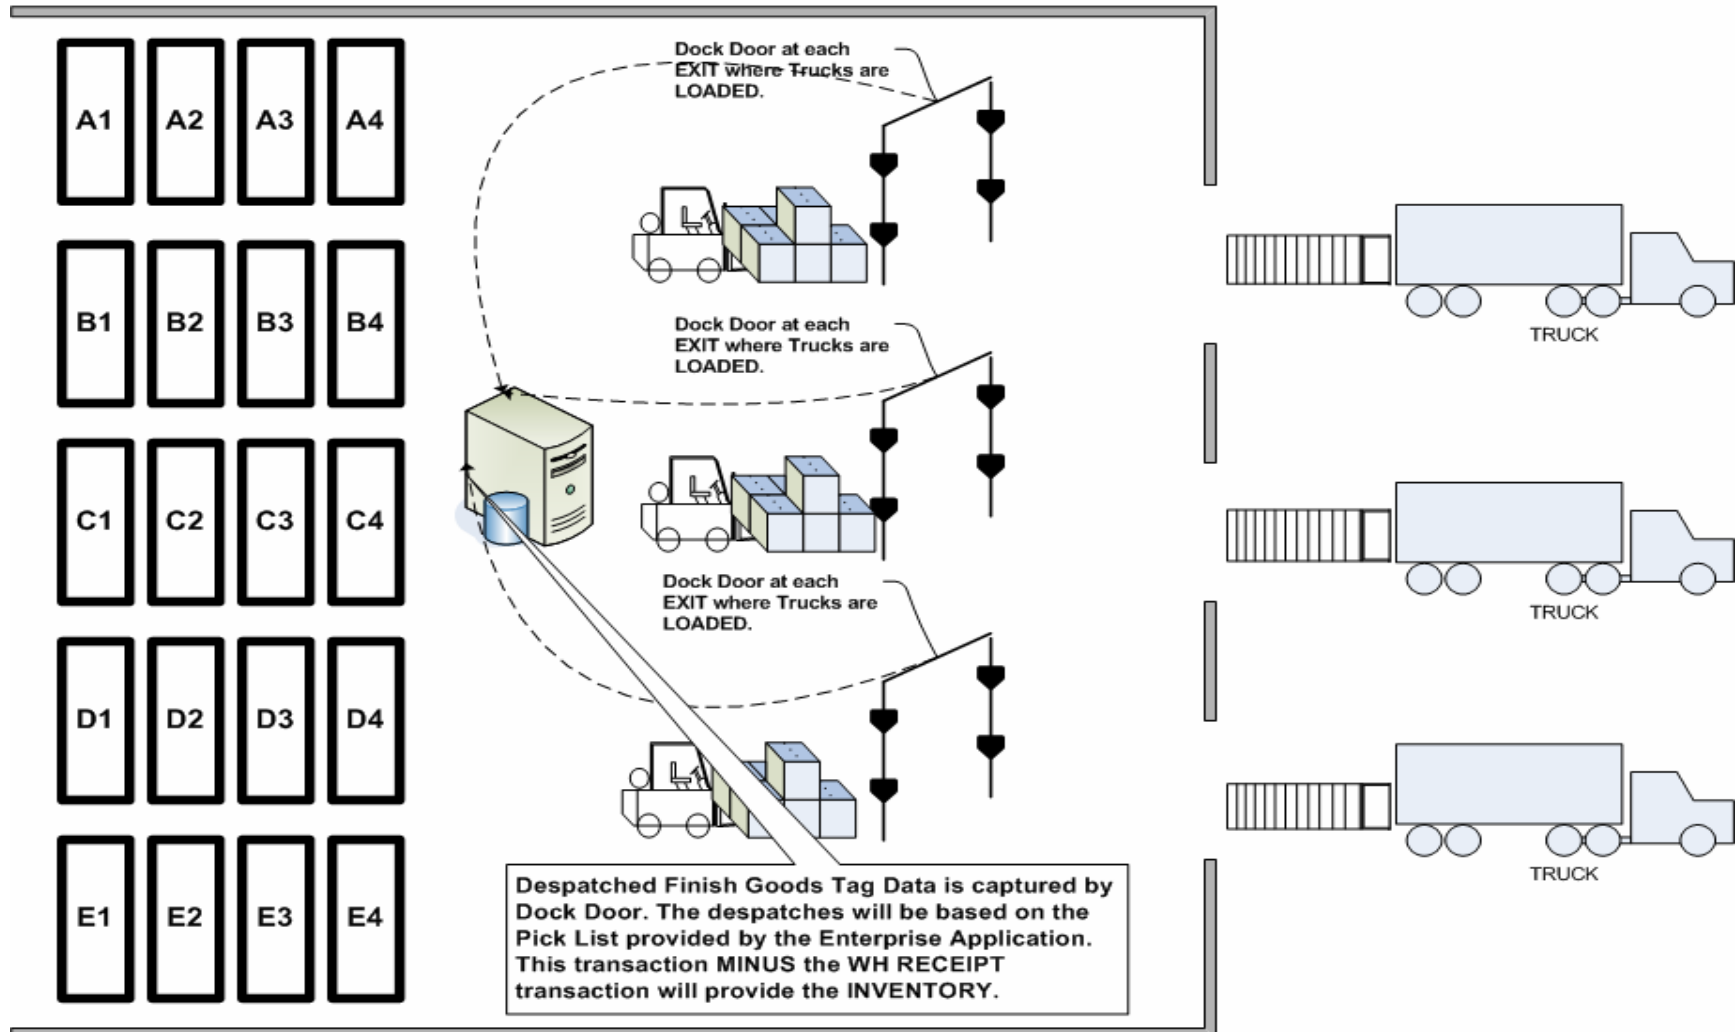 Dock Door at each
EXIT where Trucks are
LOADED.
A1 A2 A3 A4
B1 B2 B3 B4
TRUCK
Dock Door at each
EXIT where Trucks are
LOADED.
C1 C2 C3 C4
Dock Door at each
EXIT where Trucks are
LOADED.
TRUCK
D1 D2 D3 D4
TRUCK
E1 E2 E3 E4
Despatched Finish Goods Tag Data is captured by
Dock Door. The despatches will be based on the
Pick List provided by the Enterprise Application.
This transaction MINUS the WH RECEIPT
transaction will provide the INVENTORY.